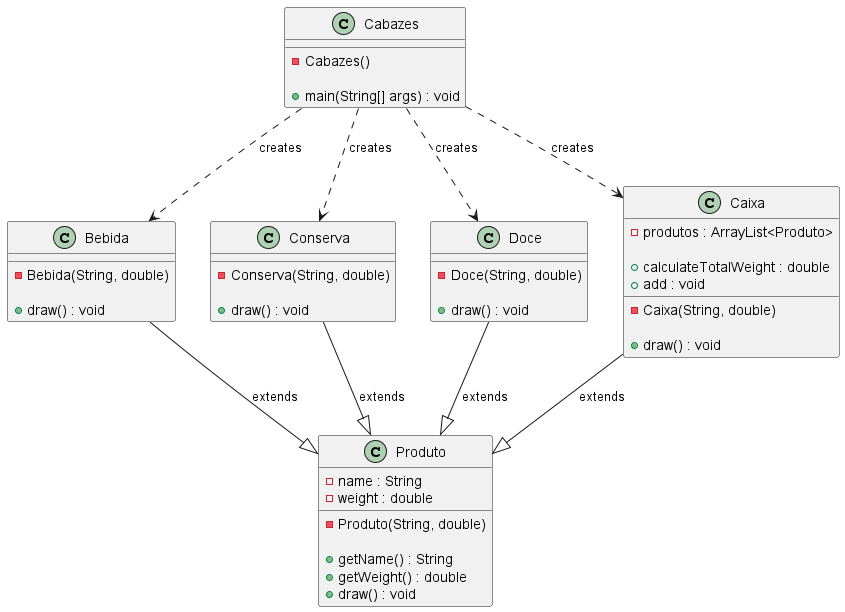 C Cabazes
Cabazes()
main(String[] args) : void
creates creates creates creates
C Bebida
Bebida(String, double)
draw() : void
C Conserva
Conserva(String, double)
draw() : void
C Doce
Doce(String, double)
draw() : void
C Caixa
produtos : ArrayList<Produto>
calculateTotalWeight : double
add : void
Caixa(String, double)
draw() : void
extends extends extends extends
C Produto
name : String
weight : double
Produto(String, double)
getName() : String
getWeight() : double
draw() : void